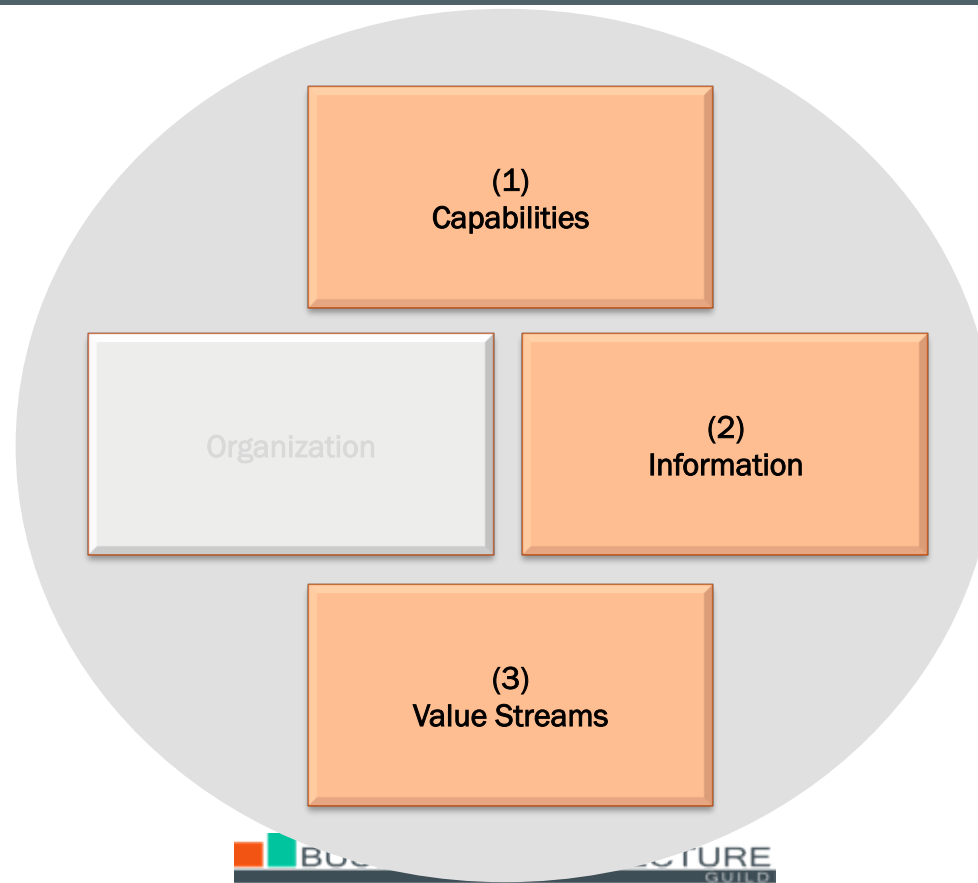 (1)
Capabilities
Organization
(2)
Information
(3)
Value Streams
GUILD